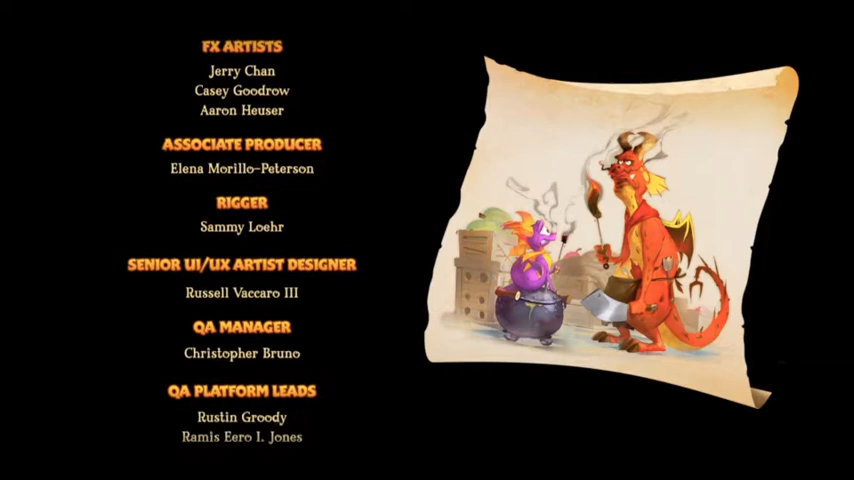 FX ARTISTS
Jerry Chan
Casey Goodrow
Aaron Heuser
ASSOCIATE PRODUCER
Elena Morillo-Peterson
RIGGER
Sammy Loehr
SENIOR UI/UX ARTIST DESIGNER
Russell Vaccaro III
QA MANAGER
Christopher Bruno
QA PLATFORM LEADS
Rustin Groody
Ramis Eero I. Jones